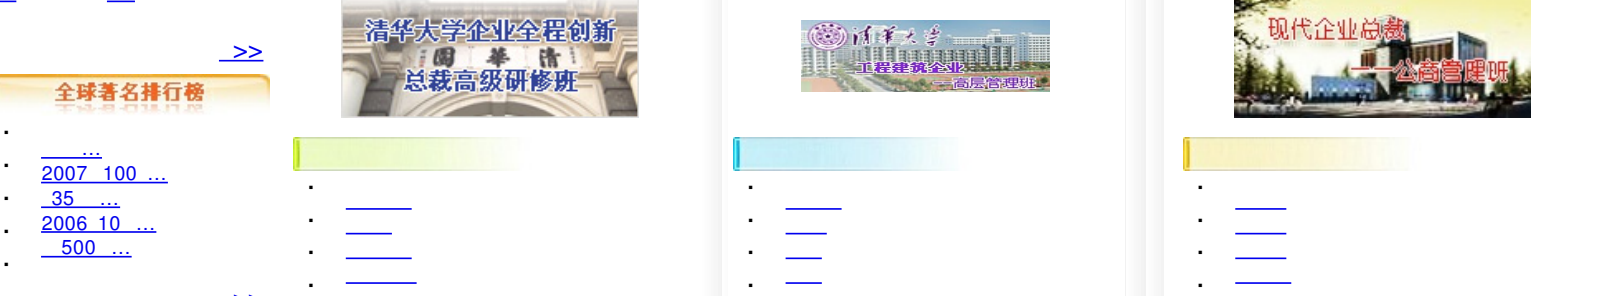 >>
全球著名排行榜
...
2007 100 ...
35 ...
2006 10 ...
500 ...
清华大学企业全程创新
清华园
总裁高级研修班
清华大学
工程建筑企业
——高层管理班
现代企业总裁
——公商管理班